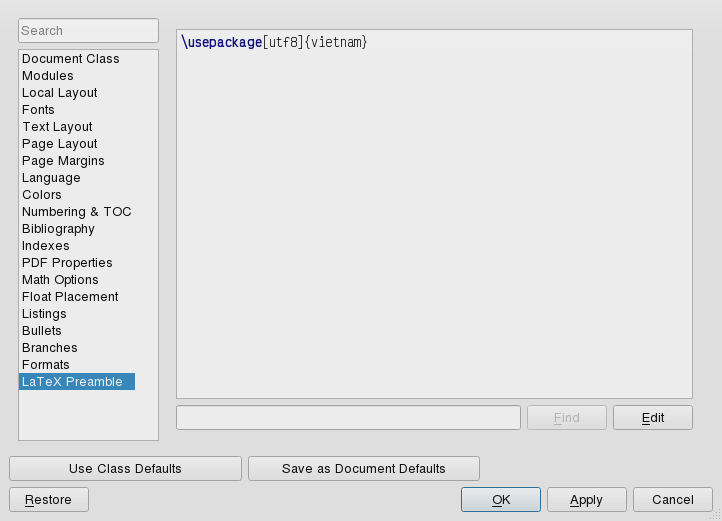 Search
Document Class
Modules
Local Layout
Fonts
Text Layout
Page Layout
Page Margins
Language
Colors
Numbering & TOC
Bibliography
Indexes
PDF Properties
Math Options
Float Placement
Listings
Bullets
Branches
Formats
LaTeX Preamble
\usepackage[utf8]{vietnam}
Find
Edit
Use Class Defaults
Save as Document Defaults
Restore
OK
Apply
Cancel